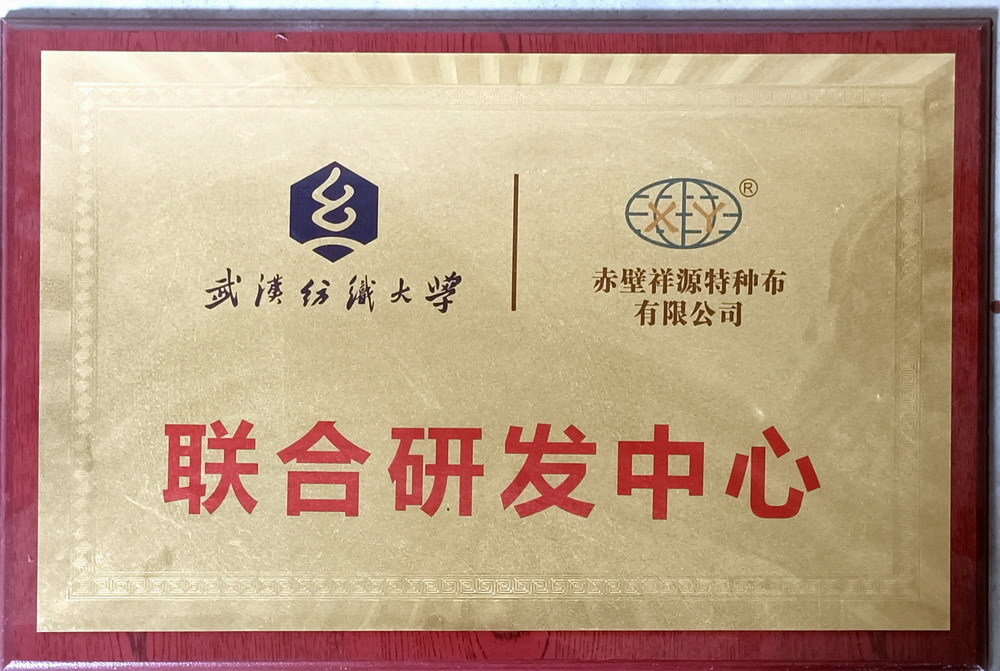 武漢紡織大學
XY®
赤壁祥源特种布
有限公司
联合研发中心